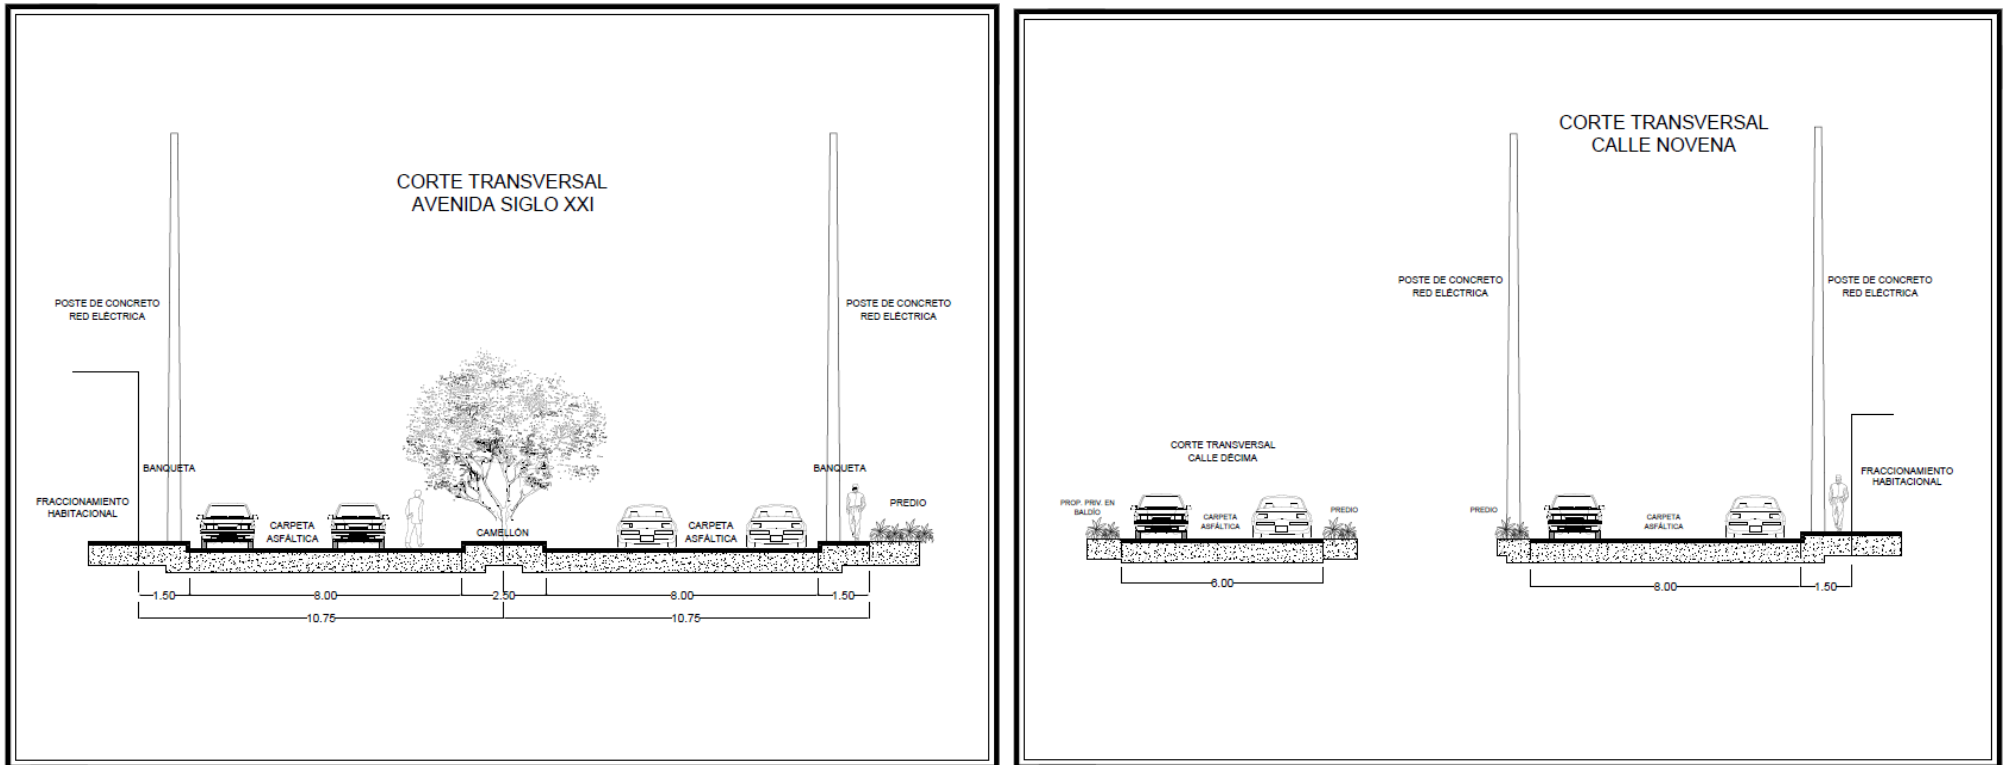 CORTE TRANSVERSAL
AVENIDA SIGLO XXI
POSTE DE CONCRETO
RED ELÉCTRICA
POSTE DE CONCRETO
RED ELÉCTRICA
BANQUETA
BANQUETA
FRACCIONAMIENTO
HABITACIONAL
CARPETA
ASFÁLTICA
CAMELLÓN
CARPETA
ASFÁLTICA
PREDIO
1.50
8.00
2.50
8.00
1.50
10.75
10.75
CORTE TRANSVERSAL
CALLE NOVENA
POSTE DE CONCRETO
RED ELÉCTRICA
POSTE DE CONCRETO
RED ELÉCTRICA
CORTE TRANSVERSAL
CALLE DÉCIMA
PROP. PRIV. EN
BALDÍO
CARPETA
ASFÁLTICA
PREDIO
6.00
PREDIO
CARPETA
ASFÁLTICA
FRACCIONAMIENTO
HABITACIONAL
8.00
1.50